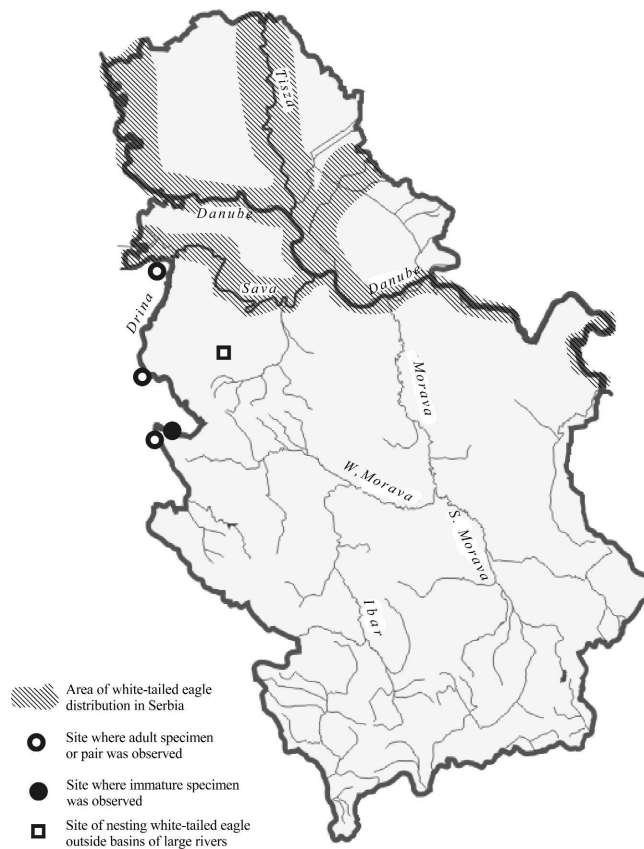 Tisza
Danube
Danube
Sava
Drina
Morava
W, Morava
S. Morava
Ibar
Area of white-tailed eagle
distribution in Serbia
Site where adult specimen
or pair was observed
Site where immature specimen
was observed
Site of nesting white-tailed eagle
outside basins of large rivers